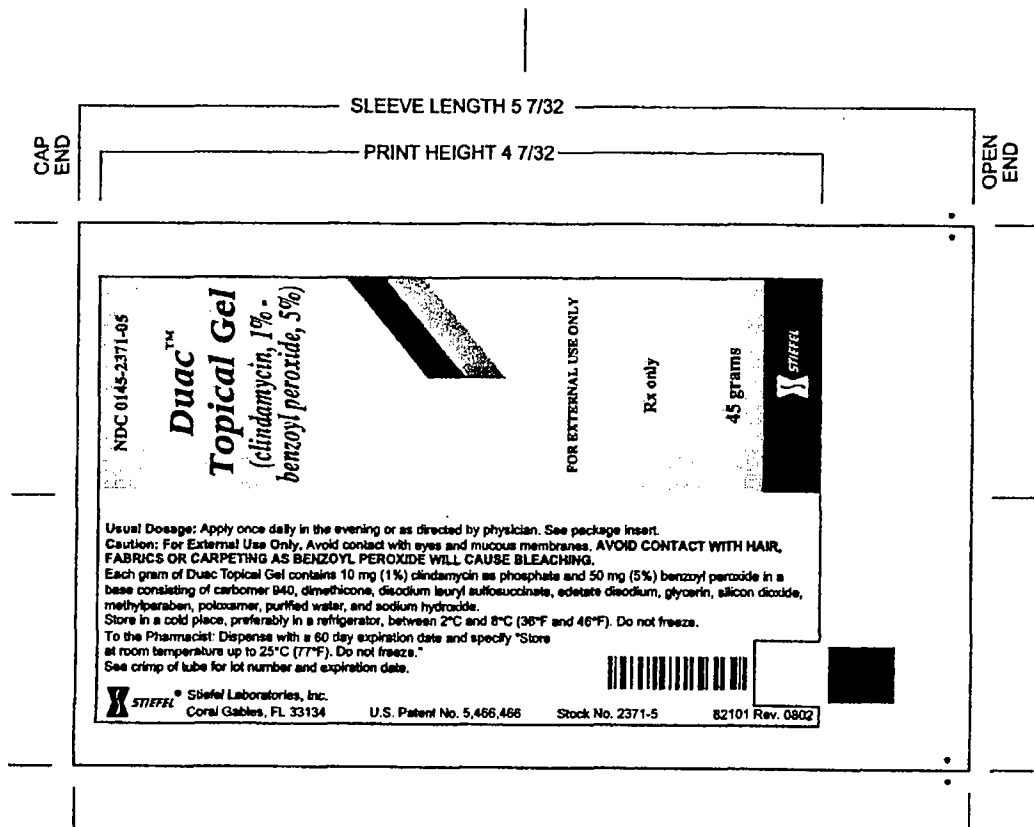 SLEEVE LENGTH 5 7/32
PRINT HEIGHT 4 7/32
CAP
END
OPEN
END
NDC 0145-2371-05
Duac™
Topical Gel
(clindamycin, 1% -
benzoyl peroxide, 5%)
FOR EXTERNAL USE ONLY
Rx only
45 grams
STIEFEL
Usual Dosage: Apply once daily in the evening or as directed by physician. See package insert.
Caution: For External Use Only. Avoid contact with eyes and mucous membranes. AVOID CONTACT WITH HAIR,
FABRICS OR CARPETING AS BENZOYL PEROXIDE WILL CAUSE BLEACHING.
Each gram of Duac Topical Gel contains 10 mg (1%) clindamycin as phosphate and 50 mg (5%) benzoyl peroxide in a
base consisting of carbomer 940, dimethicone, disodium lauryl sulfosuccinate, edetate disodium, glycerin, silicon dioxide,
methylparaben, poloxamer, purified water, and sodium hydroxide.
Store in a cold place, preferably in a refrigerator, between 2°C and 8°C (36°F and 46°F). Do not freeze.
To the Pharmacist: Dispense with a 60 day expiration date and specify "Store
at room temperature up to 25°C (77°F). Do not freeze."
See crimp of tube for lot number and expiration date.
STIEFEL® Stiefel Laboratories, Inc.
Coral Gables, FL 33134 U.S. Patent No. 5,466,466 Stock No. 2371-5 82101 Rev. 0802